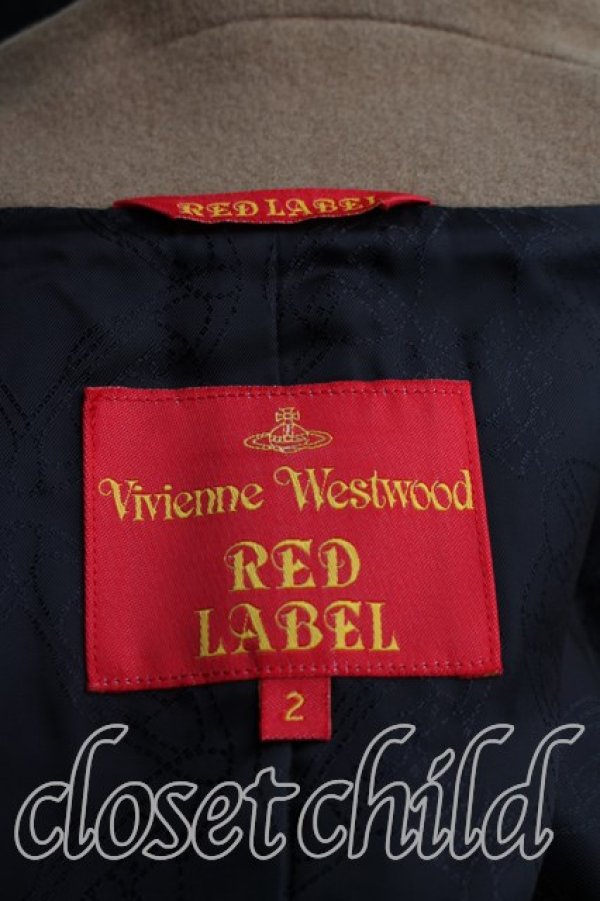 RED LABEL
Vivienne Westwood
RED
LABEL
2
closet child